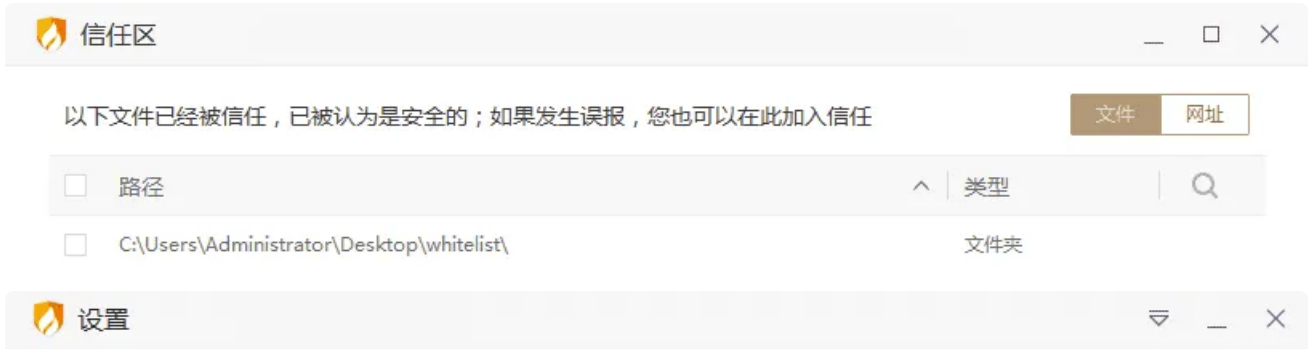 信任区
以下文件已经被信任，已被认为是安全的；如果发生误报，您也可以在此加入信任 文件 网址
路径 类型
C:\Users\Administrator\Desktop\whitelist\ 文件夹
设置